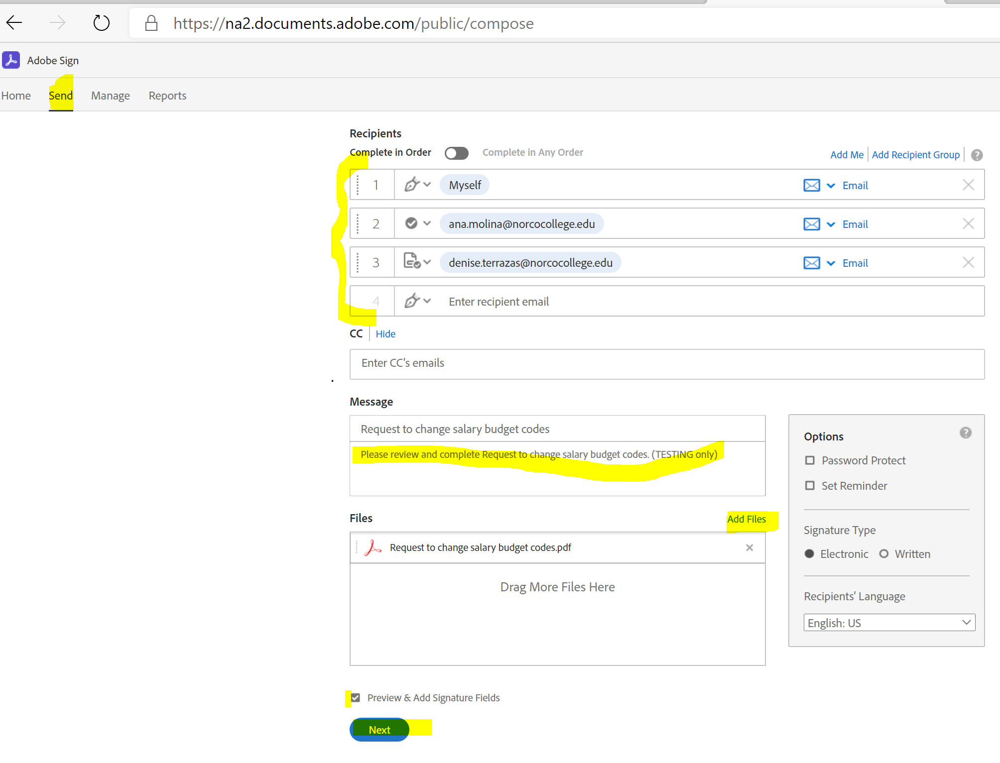 https://na2.documents.adobe.com/public/compose
Adobe Sign
Home Send Manage Reports
Recipients
Complete in Order Complete in Any Order Add Me Add Recipient Group ?
1 Myself Email
2 ana.molina@norcocollege.edu Email
3 denise.terrazas@norcocollege.edu Email
4 Enter recipient email
CC Hide
Enter CC's emails
.
Message
Request to change salary budget codes
Please review and complete Request to change salary budget codes. (TESTING only)
Options ?
Password Protect
Set Reminder
Files Add Files
Signature Type
Request to change salary budget codes.pdf
Electronic Written
Drag More Files Here
Recipients' Language
English: US
Preview & Add Signature Fields
Next